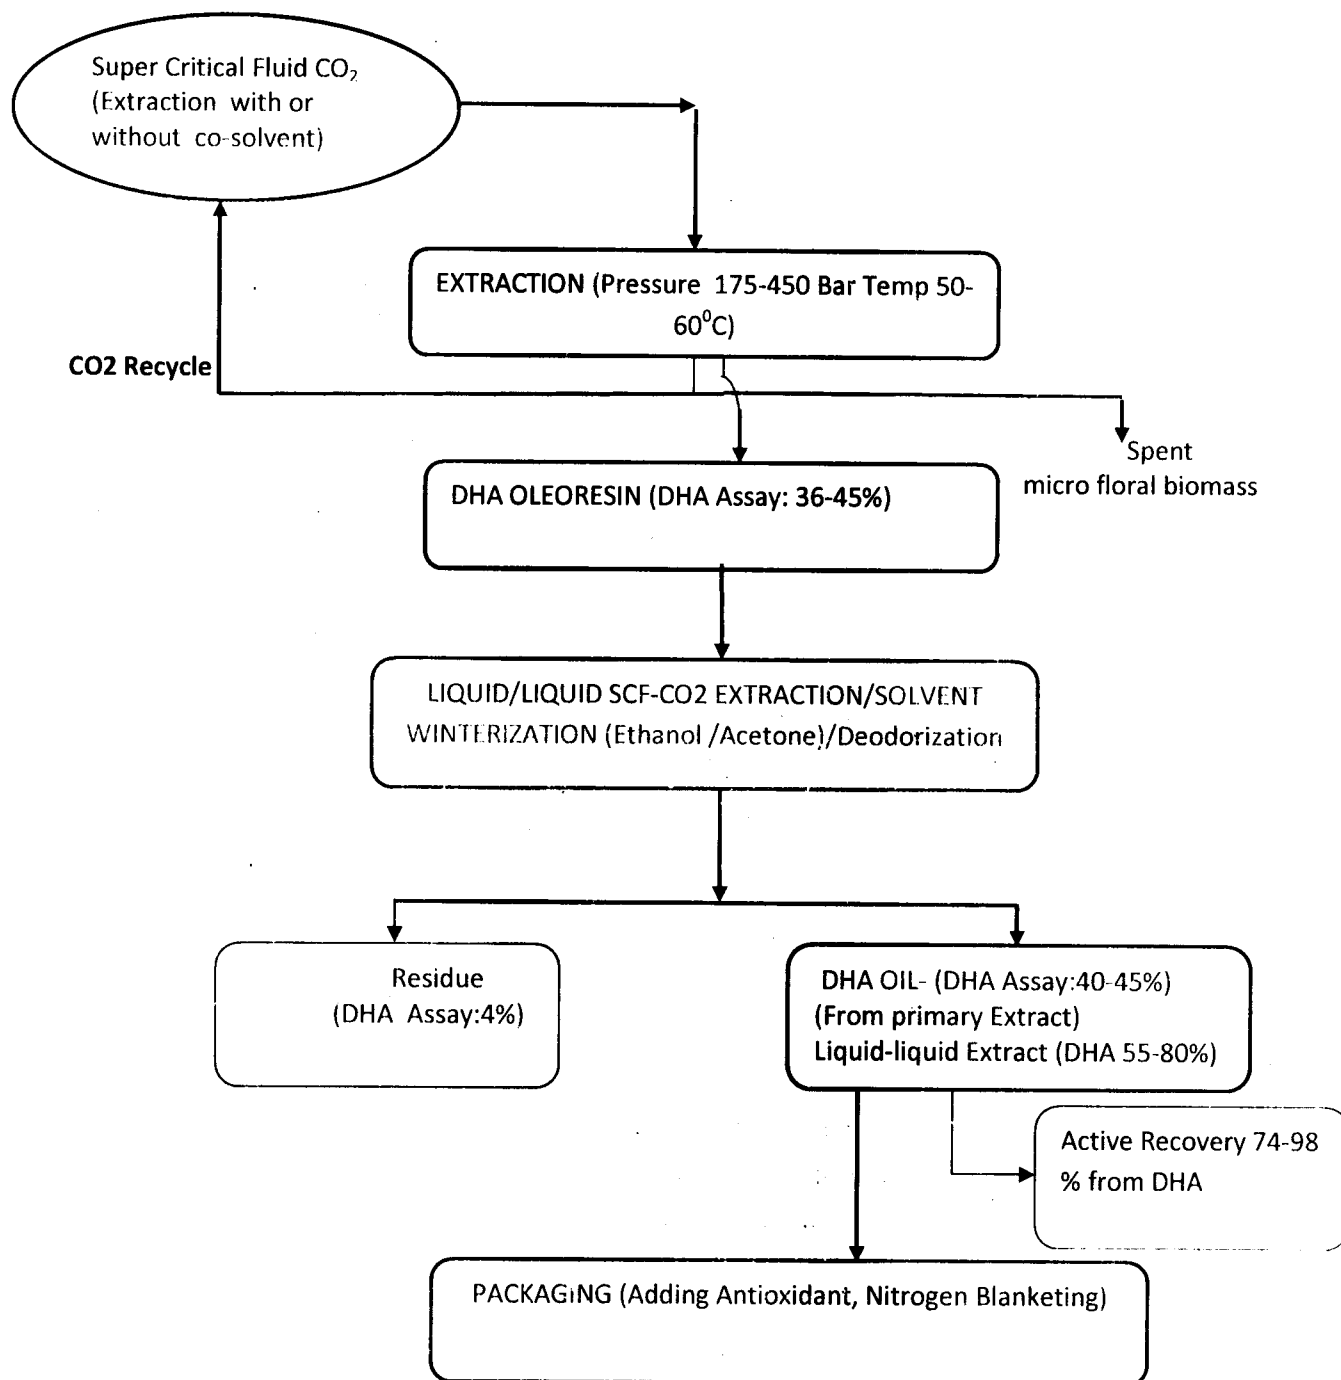 Super Critical Fluid CO₂
(Extraction with or
without co-solvent)
EXTRACTION (Pressure 175-450 Bar Temp 50-
60⁰C)
CO2 Recycle
Spent
micro floral biomass
DHA OLEORESIN (DHA Assay: 36-45%)
LIQUID/LIQUID SCF-CO2 EXTRACTION/SOLVENT
WINTERIZATION (Ethanol /Acetone)/Deodorization
Residue
(DHA Assay:4%)
DHA OIL- (DHA Assay:40-45%)
(From primary Extract)
Liquid-liquid Extract (DHA 55-80%)
Active Recovery 74-98
% from DHA
PACKAGING (Adding Antioxidant, Nitrogen Blanketing)